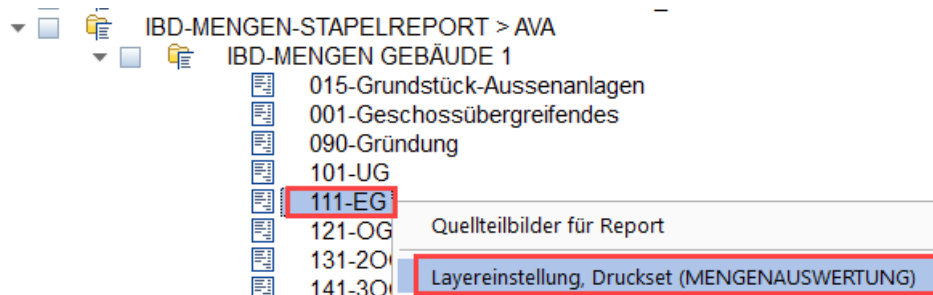 IBD-MENGEN-STAPELREPORT > AVA
IBD-MENGEN GEBÄUDE 1
015-Grundstück-Aussenanlagen
001-Geschossübergreifendes
090-Gründung
101-UG
111-EG
Quellteilbilder für Report
121-OG
131-2O
Layereinstellung, Druckset (MENGENAUSWERTUNG)
141-3O